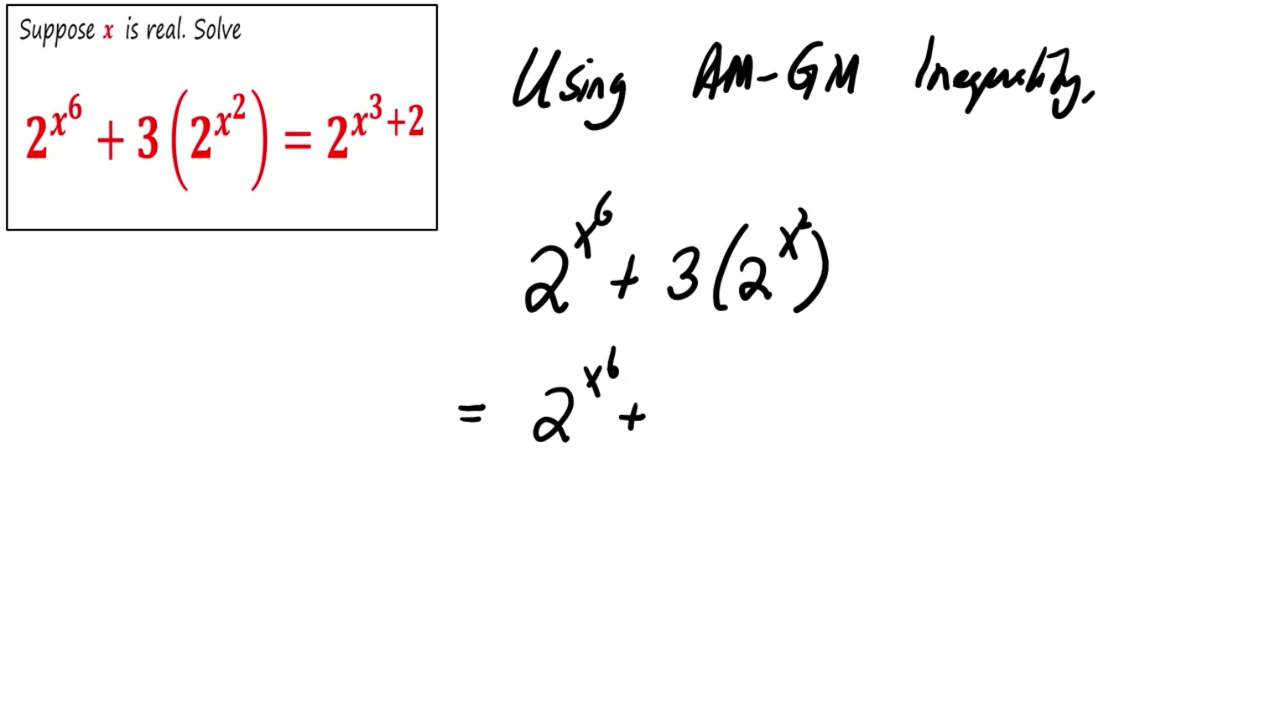 Suppose x is real. Solve
2^{x^6} + 3(2^{x^2}) = 2^{x^3+2}
Using AM-GM Inequality,
2^{x^6} + 3(2^{x^2})
= 2^{x^6} +